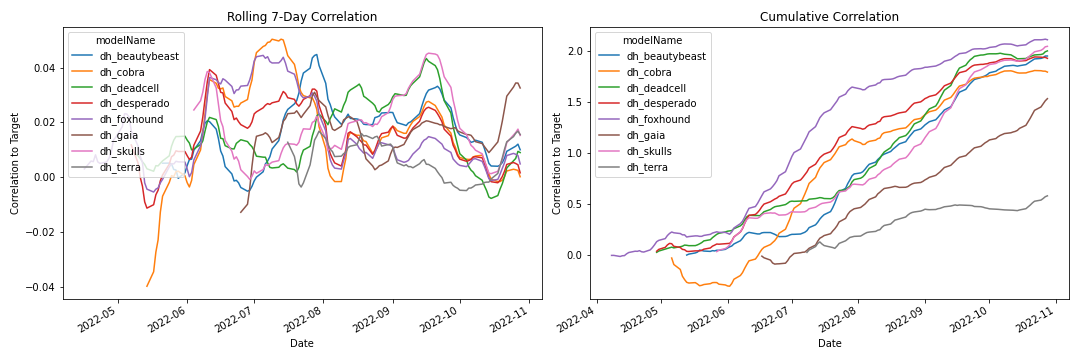 Rolling 7-Day Correlation
Correlation to Target
0.04
0.02
0.00
−0.02
−0.04
modelName
dh_beautybeast
dh_cobra
dh_deadcell
dh_desperado
dh_foxhound
dh_gaia
dh_skulls
dh_terra
2022-05
2022-06
2022-07
2022-08
2022-09
2022-10
2022-11
Date
Cumulative Correlation
Correlation to Target
2.0
1.5
1.0
0.5
0.0
modelName
dh_beautybeast
dh_cobra
dh_deadcell
dh_desperado
dh_foxhound
dh_gaia
dh_skulls
dh_terra
2022-04
2022-05
2022-06
2022-07
2022-08
2022-09
2022-10
2022-11
Date